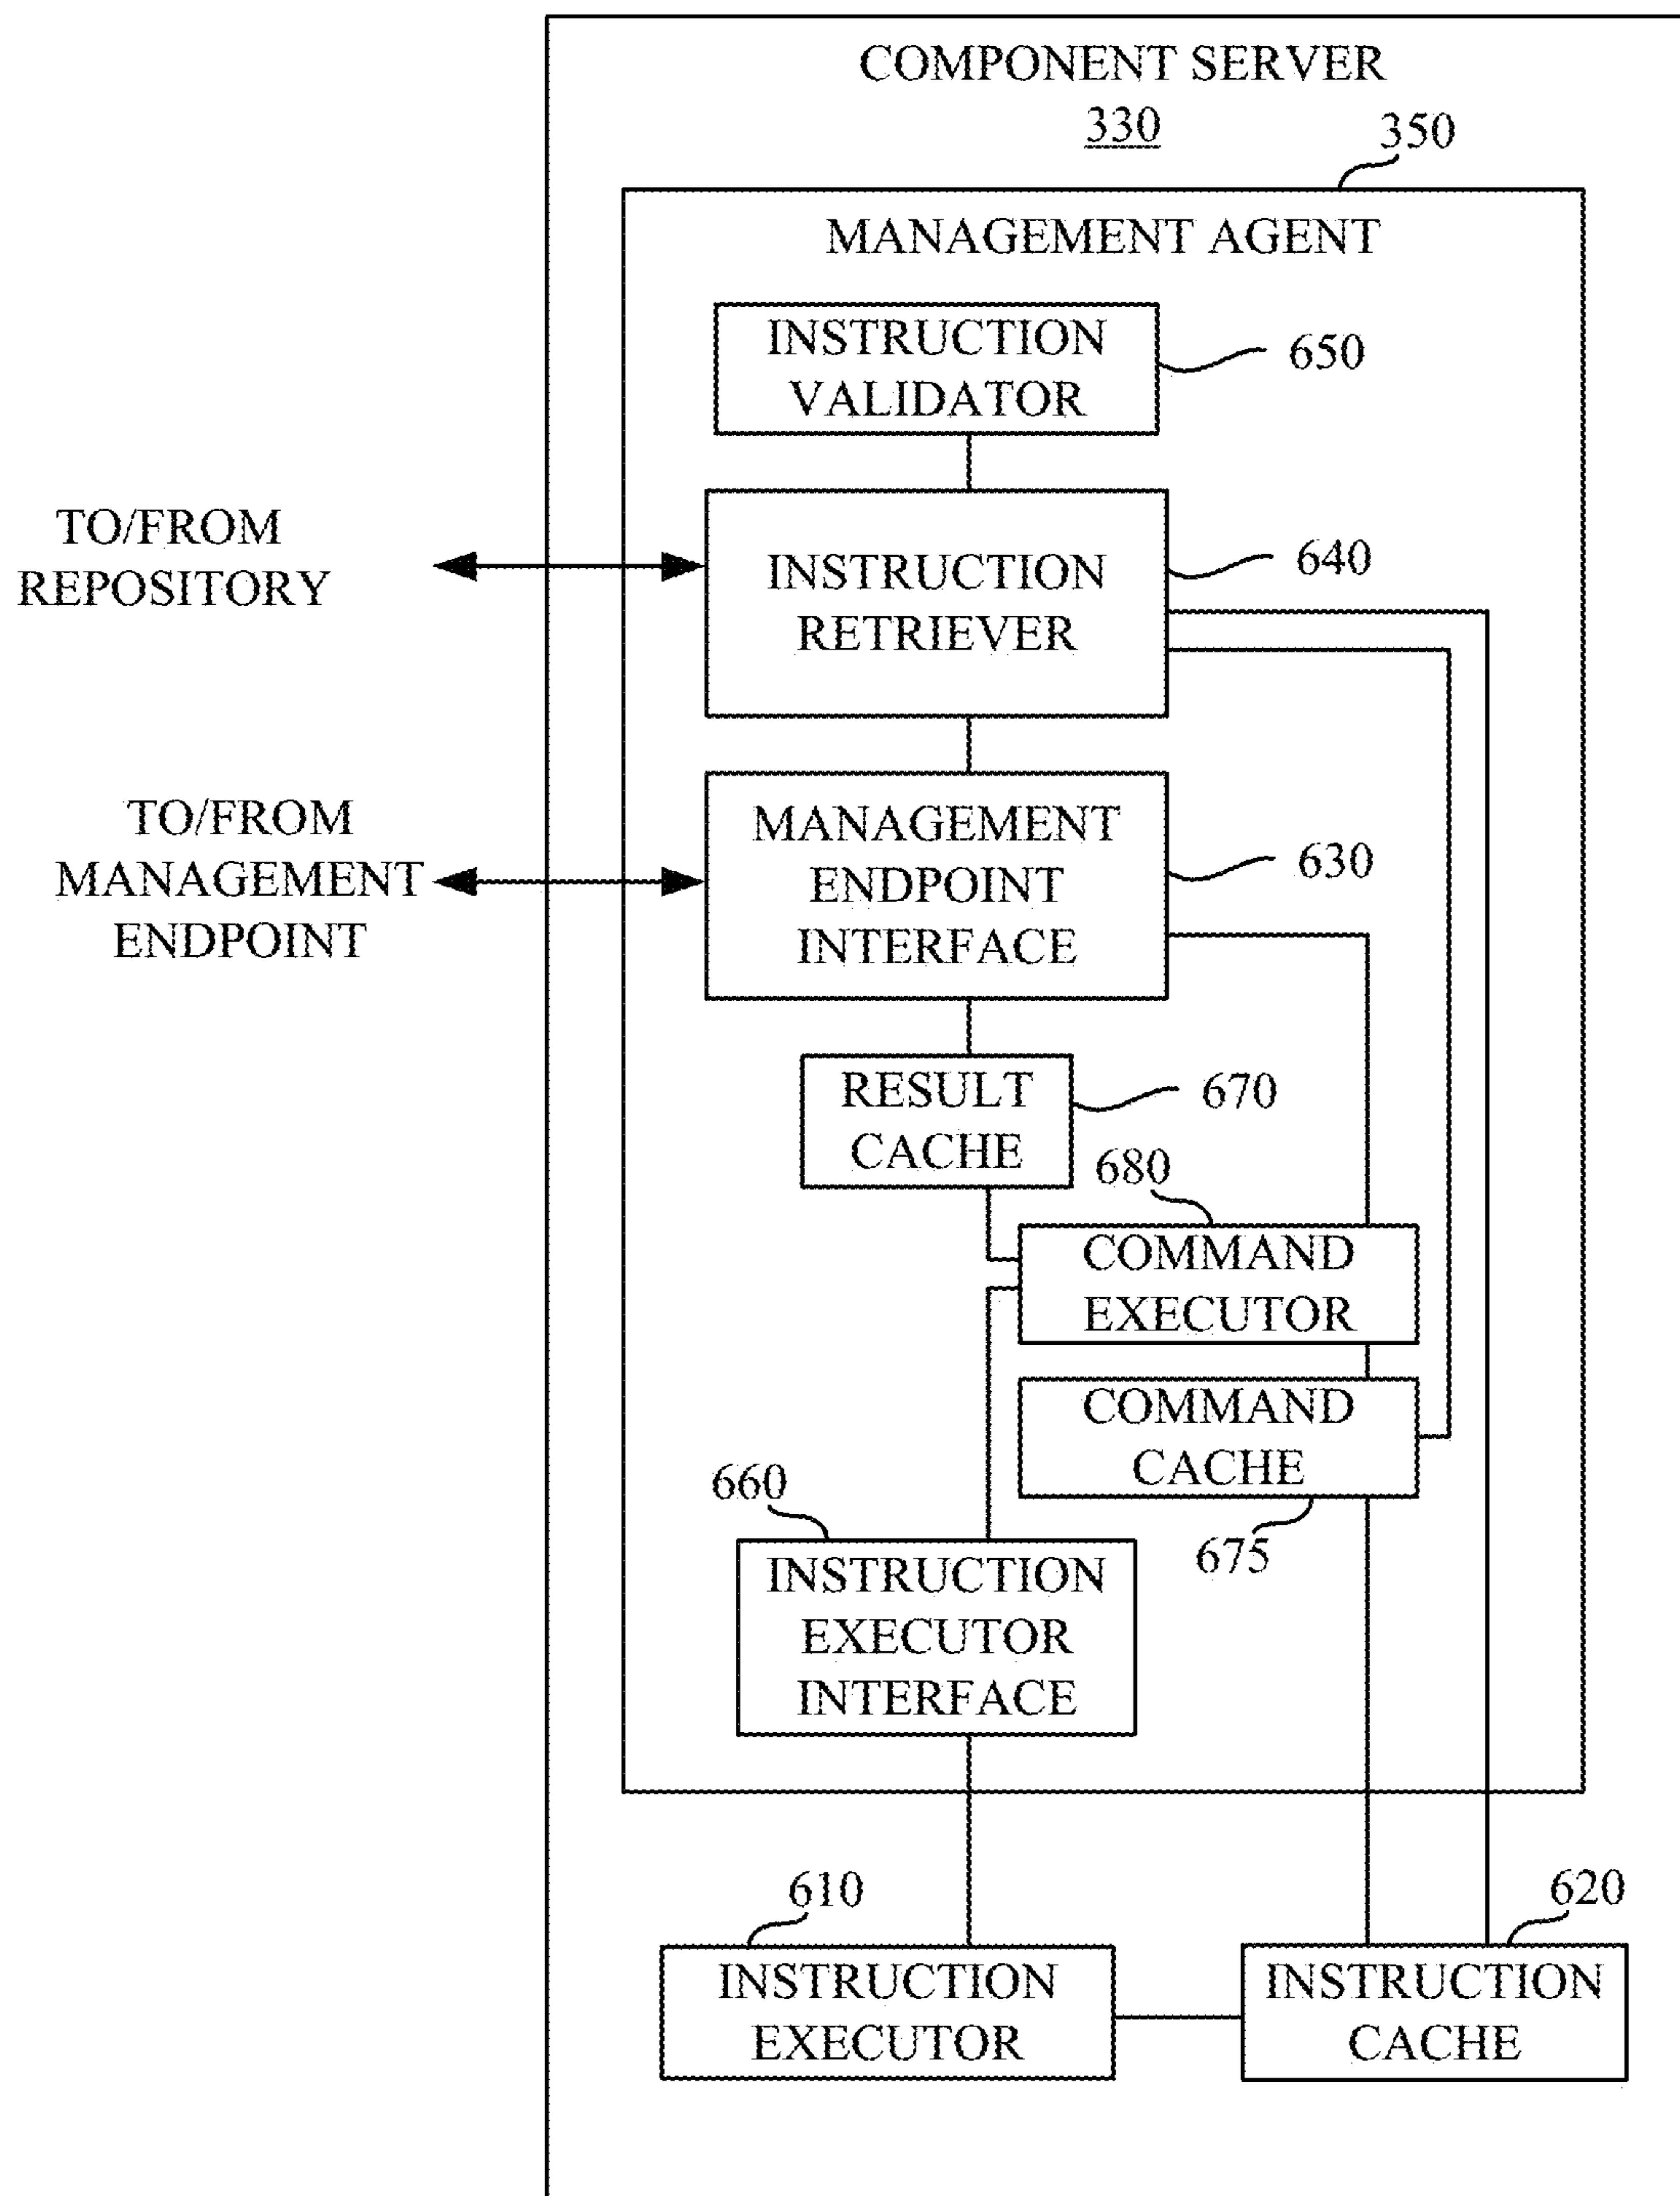 COMPONENT SERVER
330
350
MANAGEMENT AGENT
INSTRUCTION
VALIDATOR
650
TO/FROM
REPOSITORY
INSTRUCTION
RETRIEVER
640
TO/FROM
MANAGEMENT
ENDPOINT
MANAGEMENT
ENDPOINT
INTERFACE
630
RESULT
CACHE
670
680
COMMAND
EXECUTOR
COMMAND
CACHE
675
660
INSTRUCTION
EXECUTOR
INTERFACE
610
INSTRUCTION
EXECUTOR
620
INSTRUCTION
CACHE